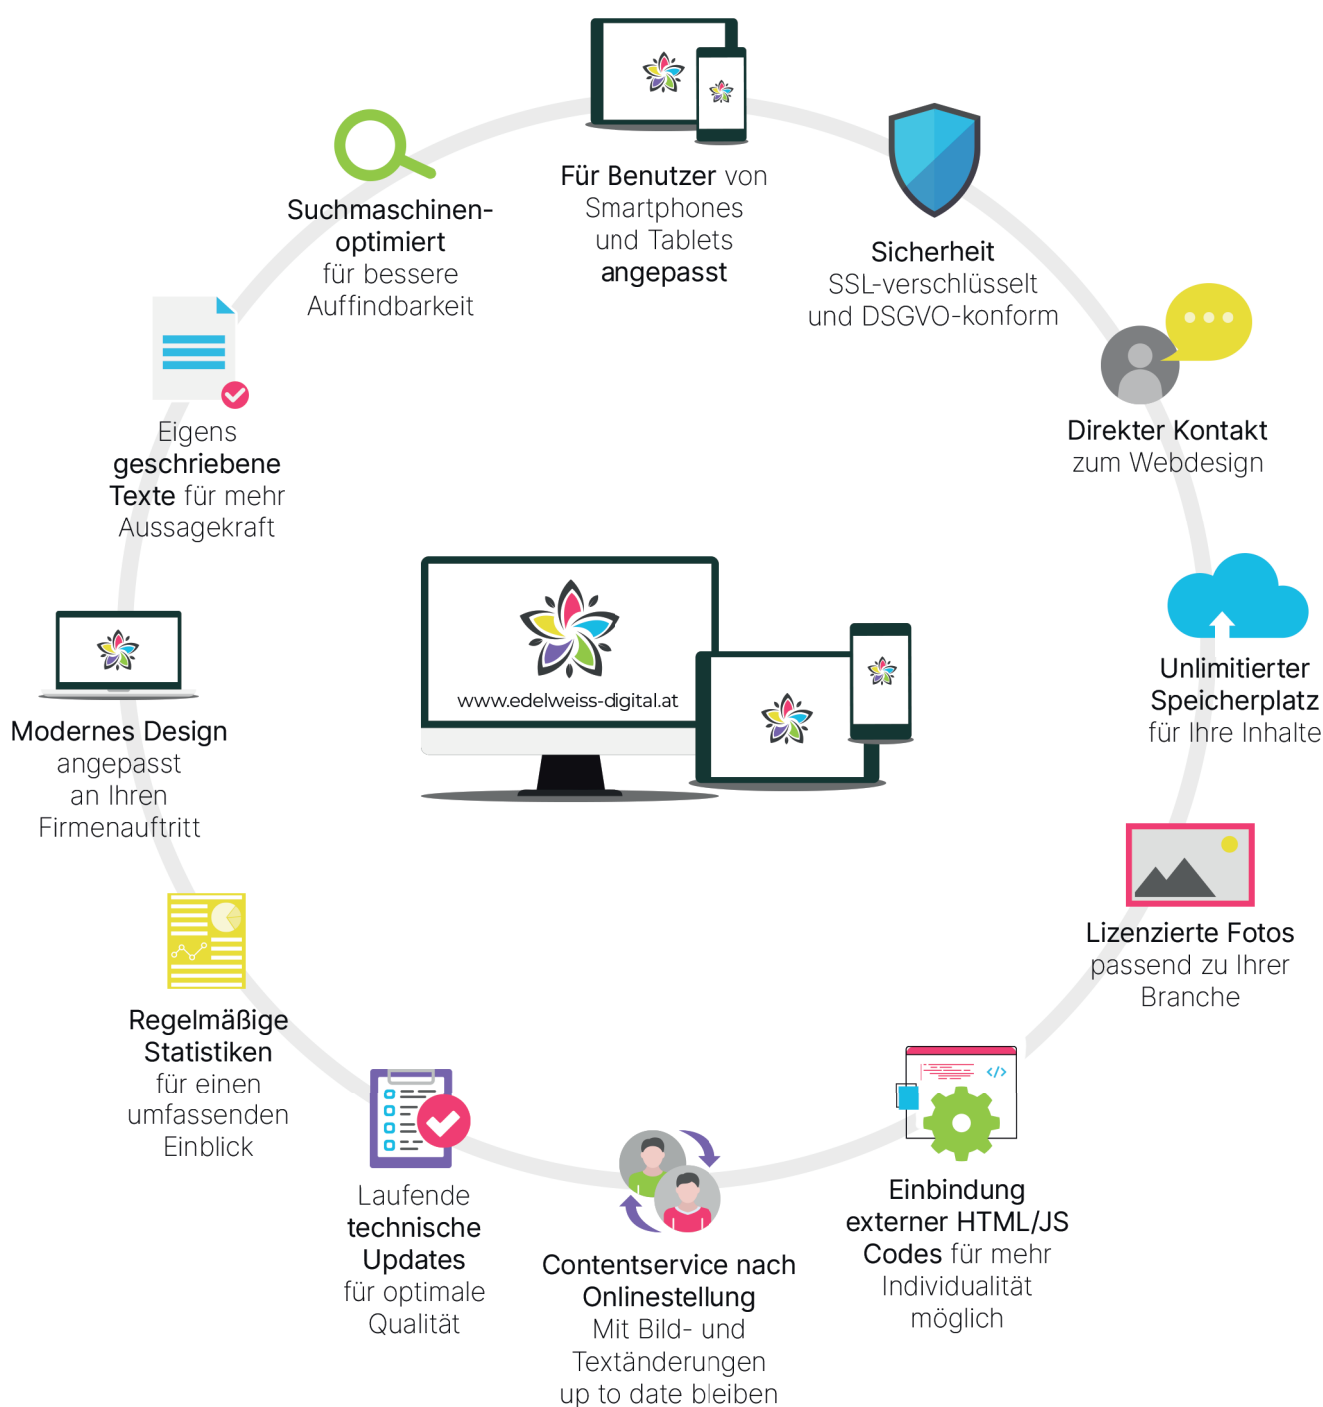 Für Benutzer von
Smartphones
und Tablets
angepasst
Sicherheit
SSL-verschlüsselt
und DSGVO-konform
Direkter Kontakt
zum Webdesign
Unlimitierter
Speicherplatz
für Ihre Inhalte
Lizenzierte Fotos
passend zu Ihrer
Branche
</>
Einbindung
externer HTML/JS
Codes für mehr
Individualität
möglich
Contentservice nach
Onlinestellung
Mit Bild- und
Textänderungen
up to date bleiben
Laufende
technische
Updates
für optimale
Qualität
Regelmäßige
Statistiken
für einen
umfassenden
Einblick
Modernes Design
angepasst
an Ihren
Firmenauftritt
Eigens
geschriebene
Texte für mehr
Aussagekraft
Suchmaschinen-
optimiert
für bessere
Auffindbarkeit
www.edelweiss-digital.at